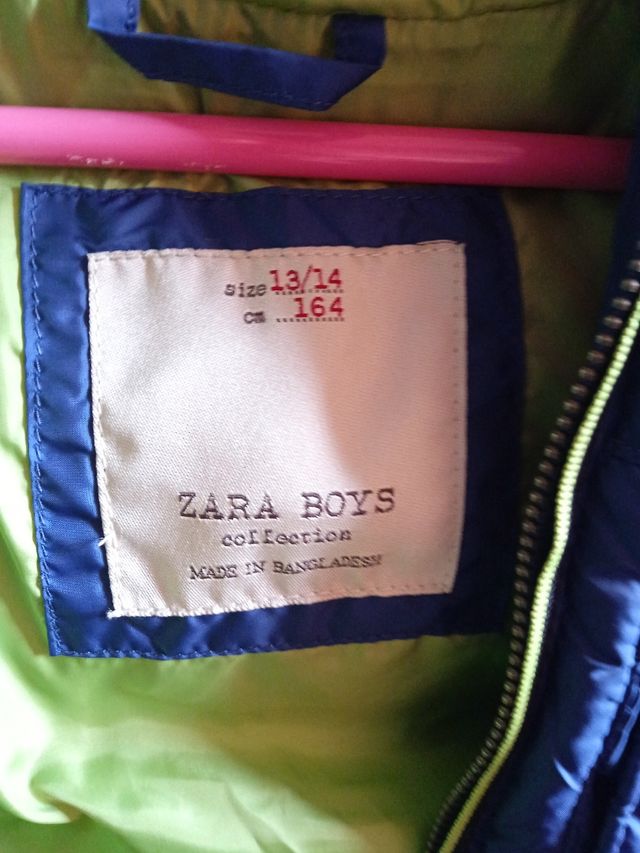 size 13/14
cm 164
ZARA BOYS
collection
MADE IN BANGLADESH